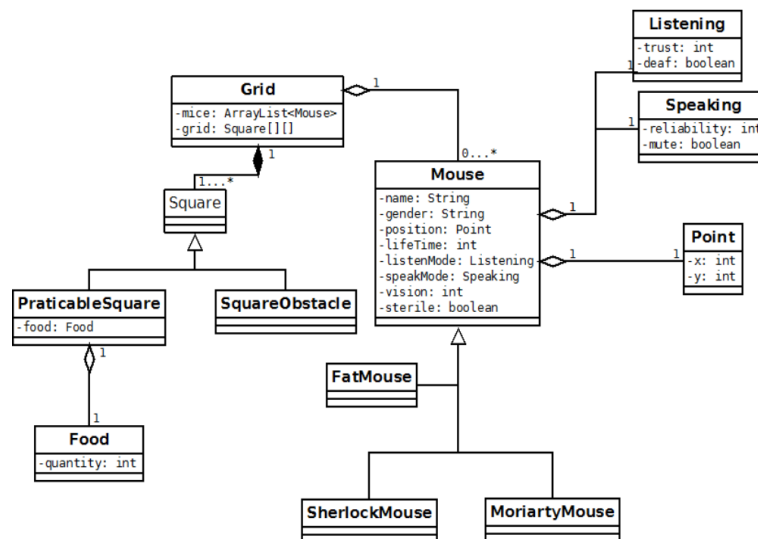 Listening
-trust: int
-deaf: boolean
1
Grid
-mice: ArrayList<Mouse>
-grid: Square[][]
1
Speaking
-reliability: int
-mute: boolean
1
1
1...*
0...*
Square
Mouse
-name: String
-gender: String
-position: Point
-lifeTime: int
-listenMode: Listening
-speakMode: Speaking
-vision: int
-sterile: boolean
1
1
1
Point
-x: int
-y: int
PraticableSquare
-food: Food
1
SquareObstacle
FatMouse
1
Food
-quantity: int
SherlockMouse
MoriartyMouse